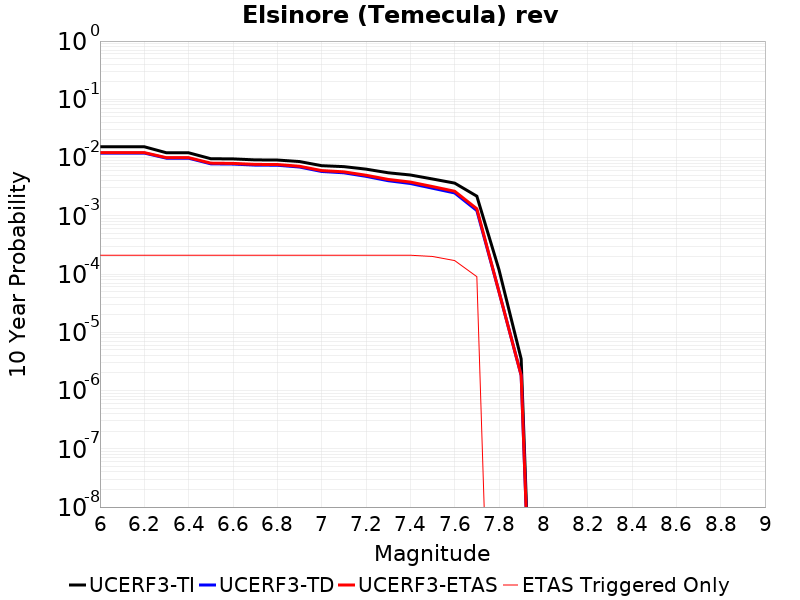 Elsinore (Temecula) rev
10^0
10^-1
10^-2
10^-3
10^-4
10^-5
10^-6
10^-7
10^-8
10 Year Probability
6 6.2 6.4 6.6 6.8 7 7.2 7.4 7.6 7.8 8 8.2 8.4 8.6 8.8 9
Magnitude
UCERF3-TI UCERF3-TD UCERF3-ETAS ETAS Triggered Only